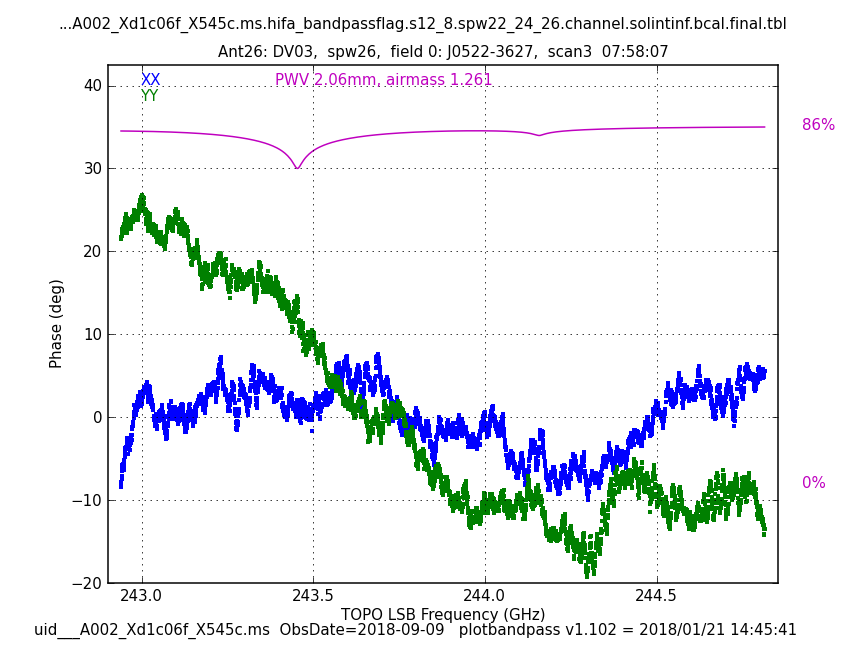 ...A002_Xd1c06f_X545c.ms.hifa_bandpassflag.s12_8.spw22_24_26.channel.solintinf.bcal.final.tbl
Ant26: DV03,  spw26,  field 0: J0522-3627,  scan3  07:58:07
XX
YY
PWV 2.06mm, airmass 1.261
86%
0%
40
30
20
10
0
−10
−20
Phase (deg)
243.0
243.5
244.0
244.5
TOPO LSB Frequency (GHz)
uid___A002_Xd1c06f_X545c.ms  ObsDate=2018-09-09   plotbandpass v1.102 = 2018/01/21 14:45:41